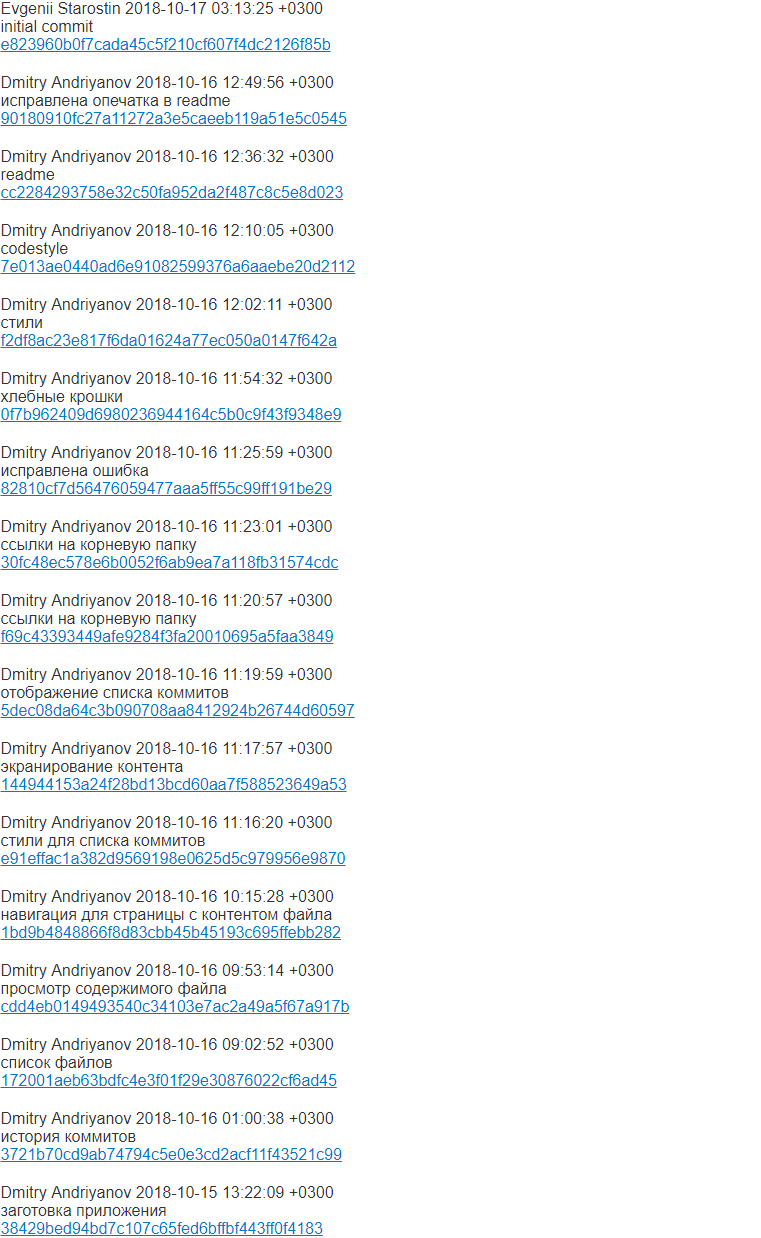 Evgenii Starostin 2018-10-17 03:13:25 +0300
initial commit
e823960b0f7cada45c5f210cf607f4dc2126f85b
Dmitry Andriyanov 2018-10-16 12:49:56 +0300
исправлена опечатка в readme
90180910fc27a11272a3e5caeeb119a51e5c0545
Dmitry Andriyanov 2018-10-16 12:36:32 +0300
readme
cc2284293758e32c50fa952da2f487c8c5e8d023
Dmitry Andriyanov 2018-10-16 12:10:05 +0300
codestyle
7e013ae0440ad6e91082599376a6aaebe20d2112
Dmitry Andriyanov 2018-10-16 12:02:11 +0300
стили
f2df8ac23e817f6da01624a77ec050a0147f642a
Dmitry Andriyanov 2018-10-16 11:54:32 +0300
хлебные крошки
0f7b962409d6980236944164c5b0c9f43f9348e9
Dmitry Andriyanov 2018-10-16 11:25:59 +0300
исправлена ошибка
82810cf7d56476059477aaa5ff55c99ff191be29
Dmitry Andriyanov 2018-10-16 11:23:01 +0300
ссылки на корневую папку
30fc48ec578e6b0052f6ab9ea7a118fb31574cdc
Dmitry Andriyanov 2018-10-16 11:20:57 +0300
ссылки на корневую папку
f69c43393449afe9284f3fa20010695a5faa3849
Dmitry Andriyanov 2018-10-16 11:19:59 +0300
отображение списка коммитов
5dec08da64c3b090708aa8412924b26744d60597
Dmitry Andriyanov 2018-10-16 11:17:57 +0300
экранирование контента
144944153a24f28bd13bcd60aa7f588523649a53
Dmitry Andriyanov 2018-10-16 11:16:20 +0300
стили для списка коммитов
e91effac1a382d9569198e0625d5c979956e9870
Dmitry Andriyanov 2018-10-16 10:15:28 +0300
навигация для страницы с контентом файла
1bd9b4848866f8d83cbb45b45193c695ffebb282
Dmitry Andriyanov 2018-10-16 09:53:14 +0300
просмотр содержимого файла
cdd4eb0149493540c34103e7ac2a49a5f67a917b
Dmitry Andriyanov 2018-10-16 09:02:52 +0300
список файлов
172001aeb63bdfc4e3f01f29e30876022cf6ad45
Dmitry Andriyanov 2018-10-16 01:00:38 +0300
история коммитов
3721b70cd9ab74794c5e0e3cd2acf11f43521c99
Dmitry Andriyanov 2018-10-15 13:22:09 +0300
заготовка приложения
38429bed94bd7c107c65fed6bffbf443ff0f4183